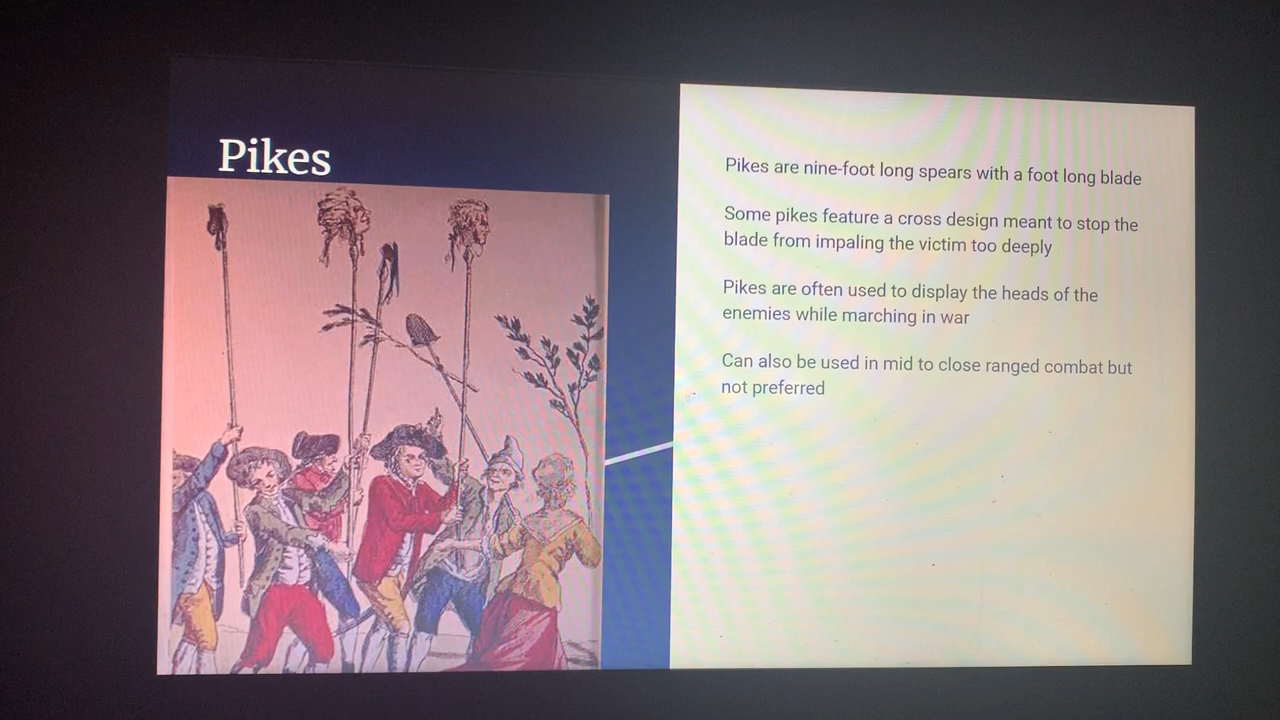 Pikes
Pikes are nine-foot long spears with a foot long blade
Some pikes feature a cross design meant to stop the
blade from impaling the victim too deeply
Pikes are often used to display the heads of the
enemies while marching in war
Can also be used in mid to close ranged combat but
not preferred